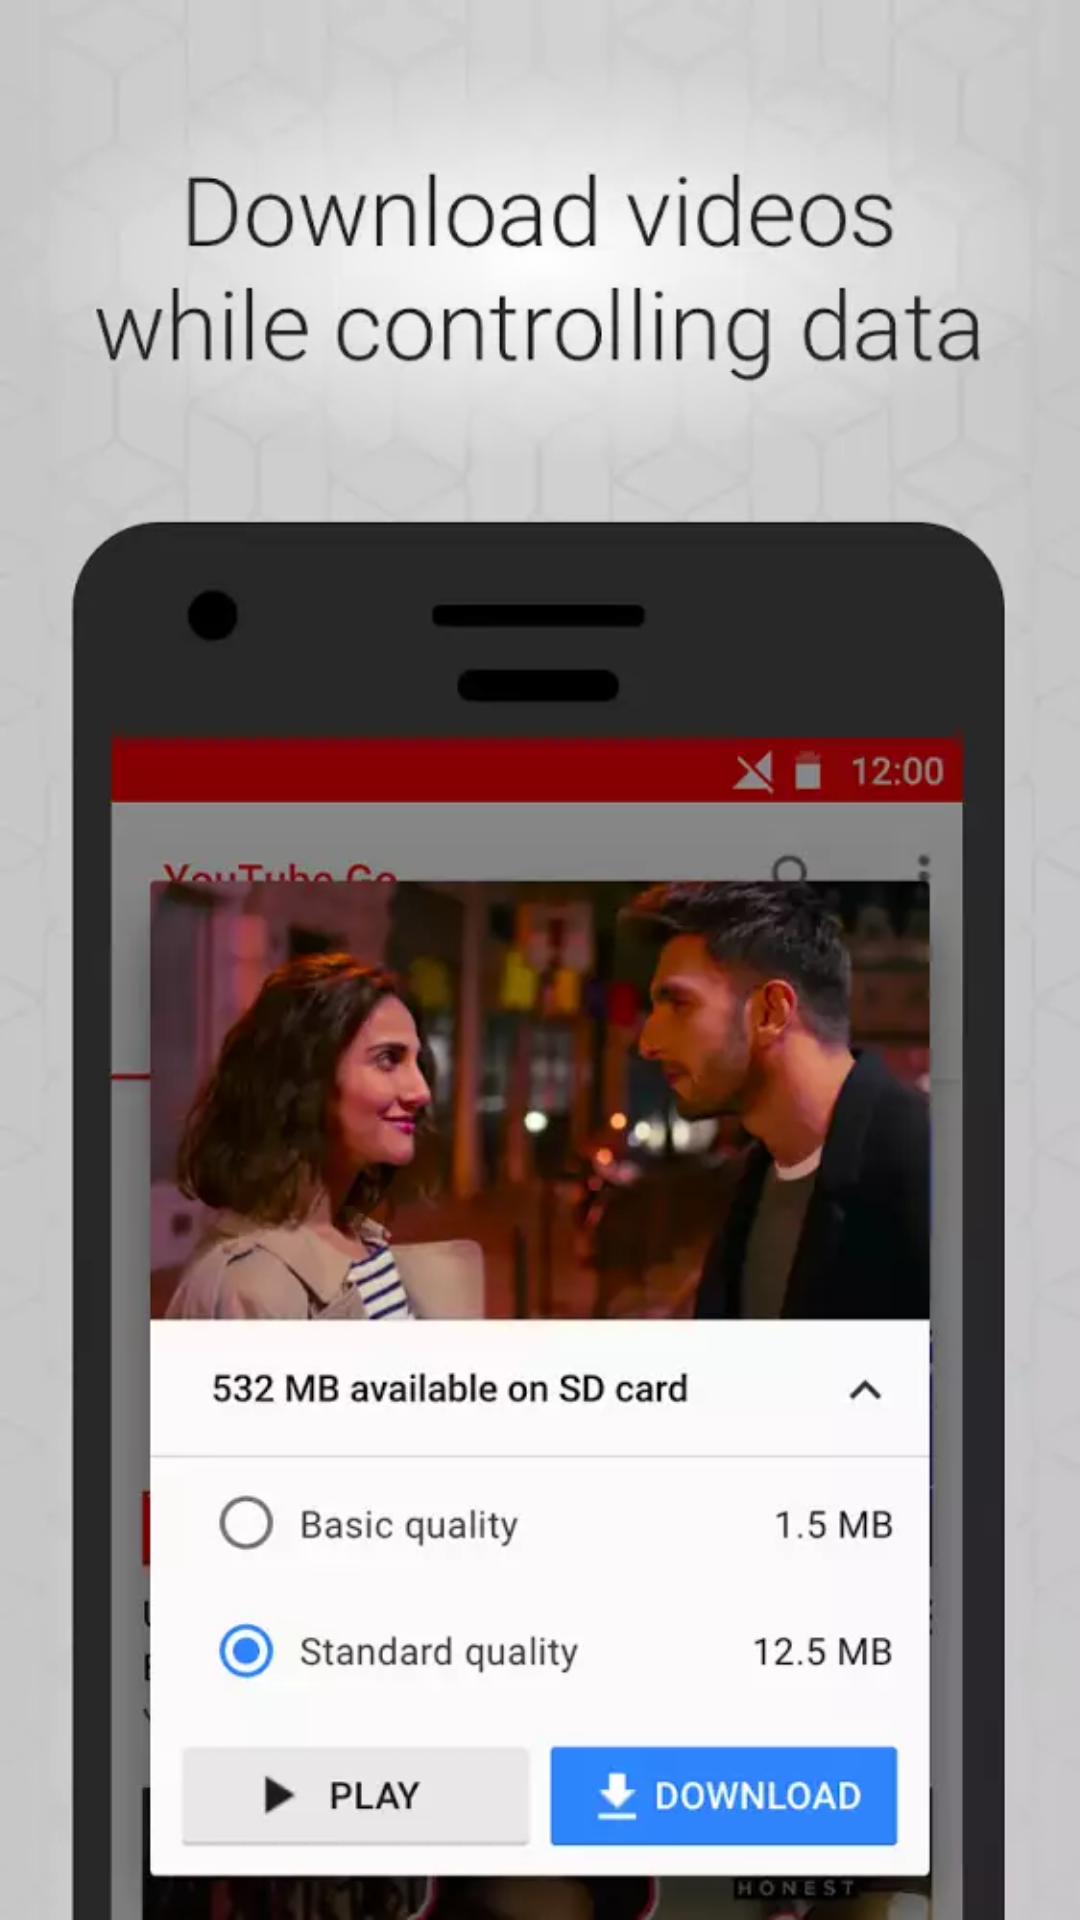 Download videos
while controlling data
12:00
YouTube Go
532 MB available on SD card
Basic quality 1.5 MB
Standard quality 12.5 MB
PLAY DOWNLOAD
HONEST